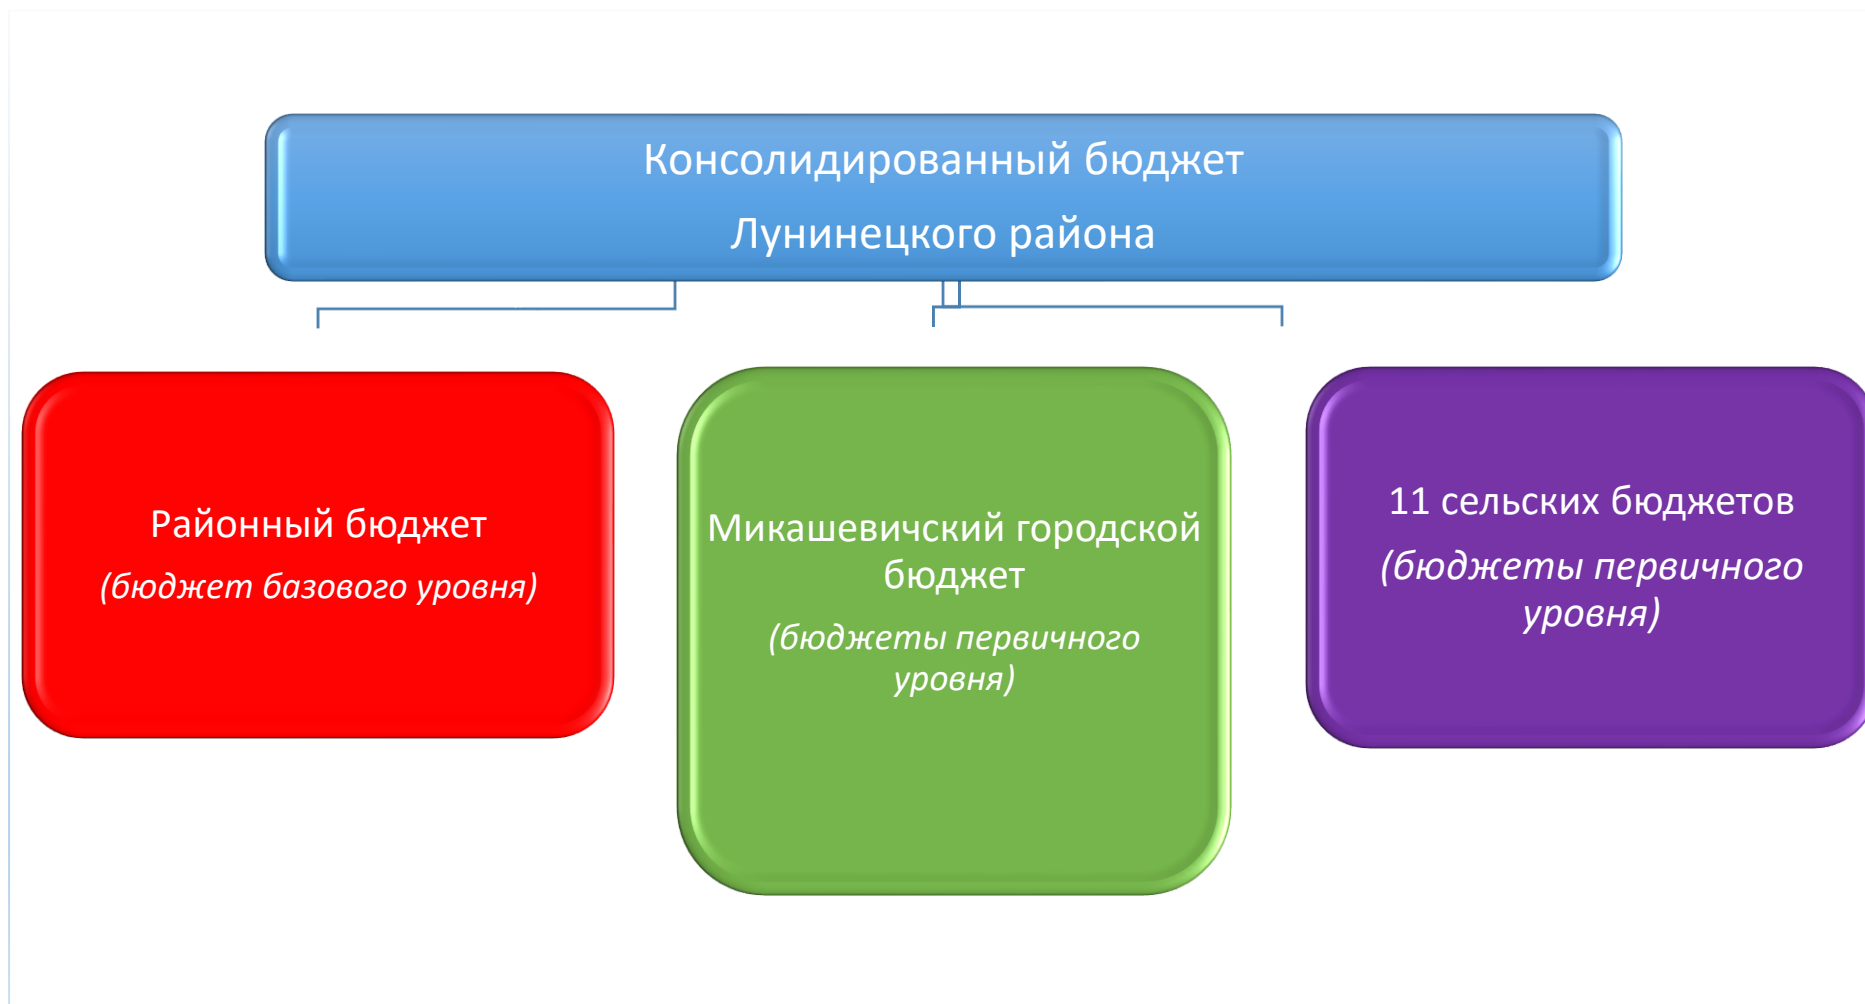 Консолидированный бюджет
Лунинецкого района
Районный бюджет
(бюджет базового уровня)
Микашевичский городской
бюджет
(бюджеты первичного
уровня)
11 сельских бюджетов
(бюджеты первичного
уровня)